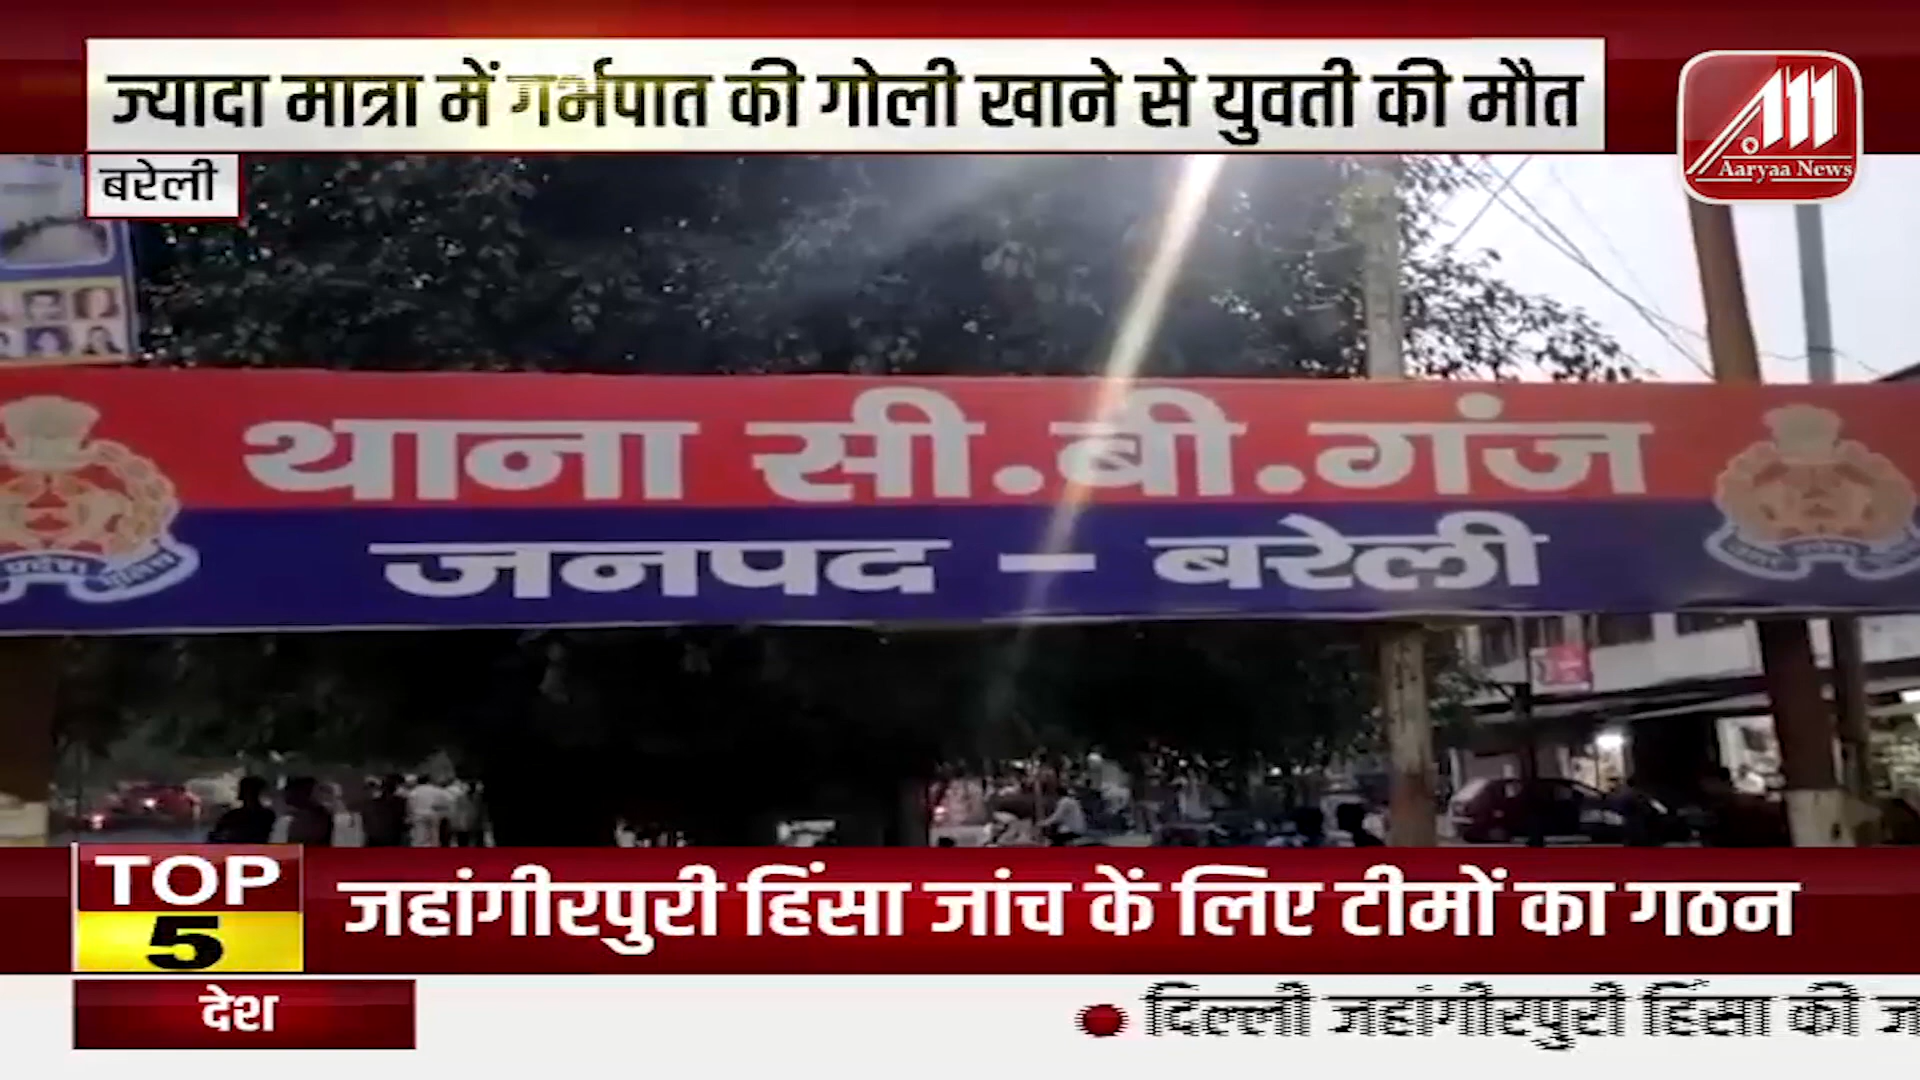 ज्यादा मात्रा में गर्भपात की गोली खाने से युवती की मौत
बरेली
Aaryaa News
थाना सी.बी.गंज
जनपद - बरेली
TOP
5
जहांगीरपुरी हिंसा जांच कें लिए टीमों का गठन
देश
दिल्ली जहांगीरपुरी हिंसा की